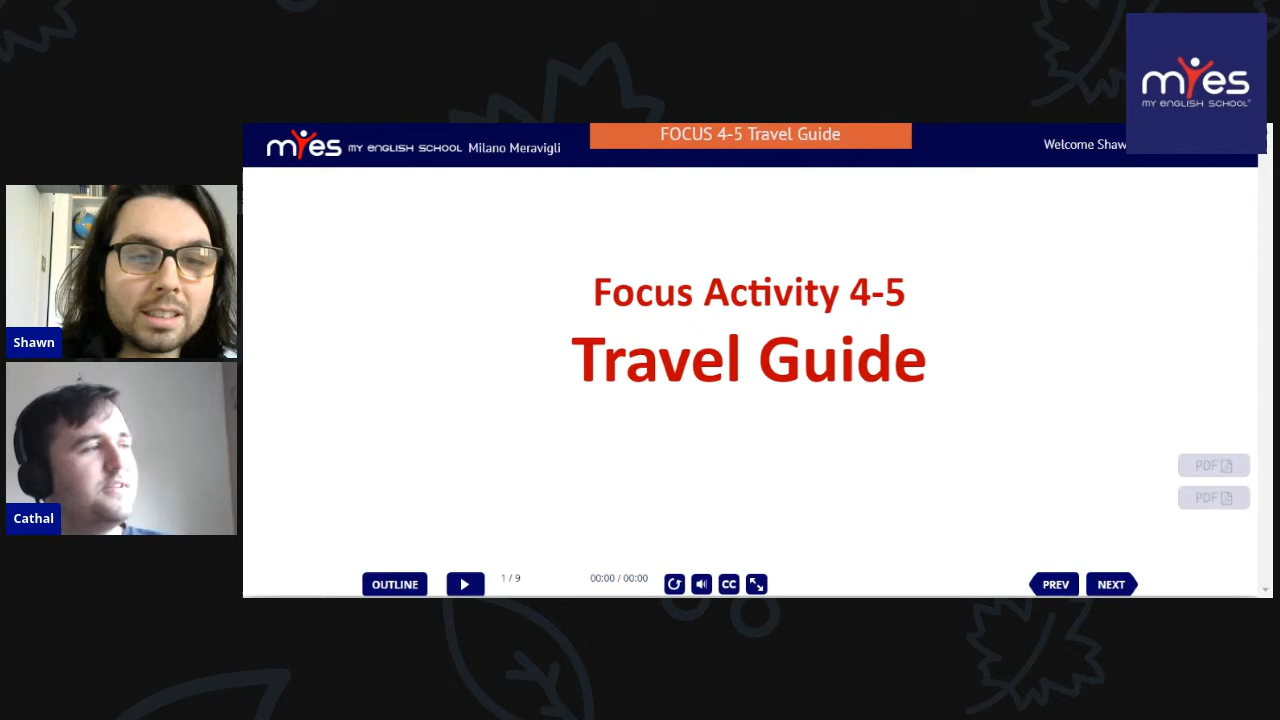 myes
MY ENGLISH SCHOOL
myes MY ENGLISH SCHOOL Milano Meravigli
FOCUS 4-5 Travel Guide
Welcome Shaw
Shawn
Cathal
Focus Activity 4-5
Travel Guide
PDF
PDF
OUTLINE
1 / 9
00:00 / 00:00
CC
PREV
NEXT